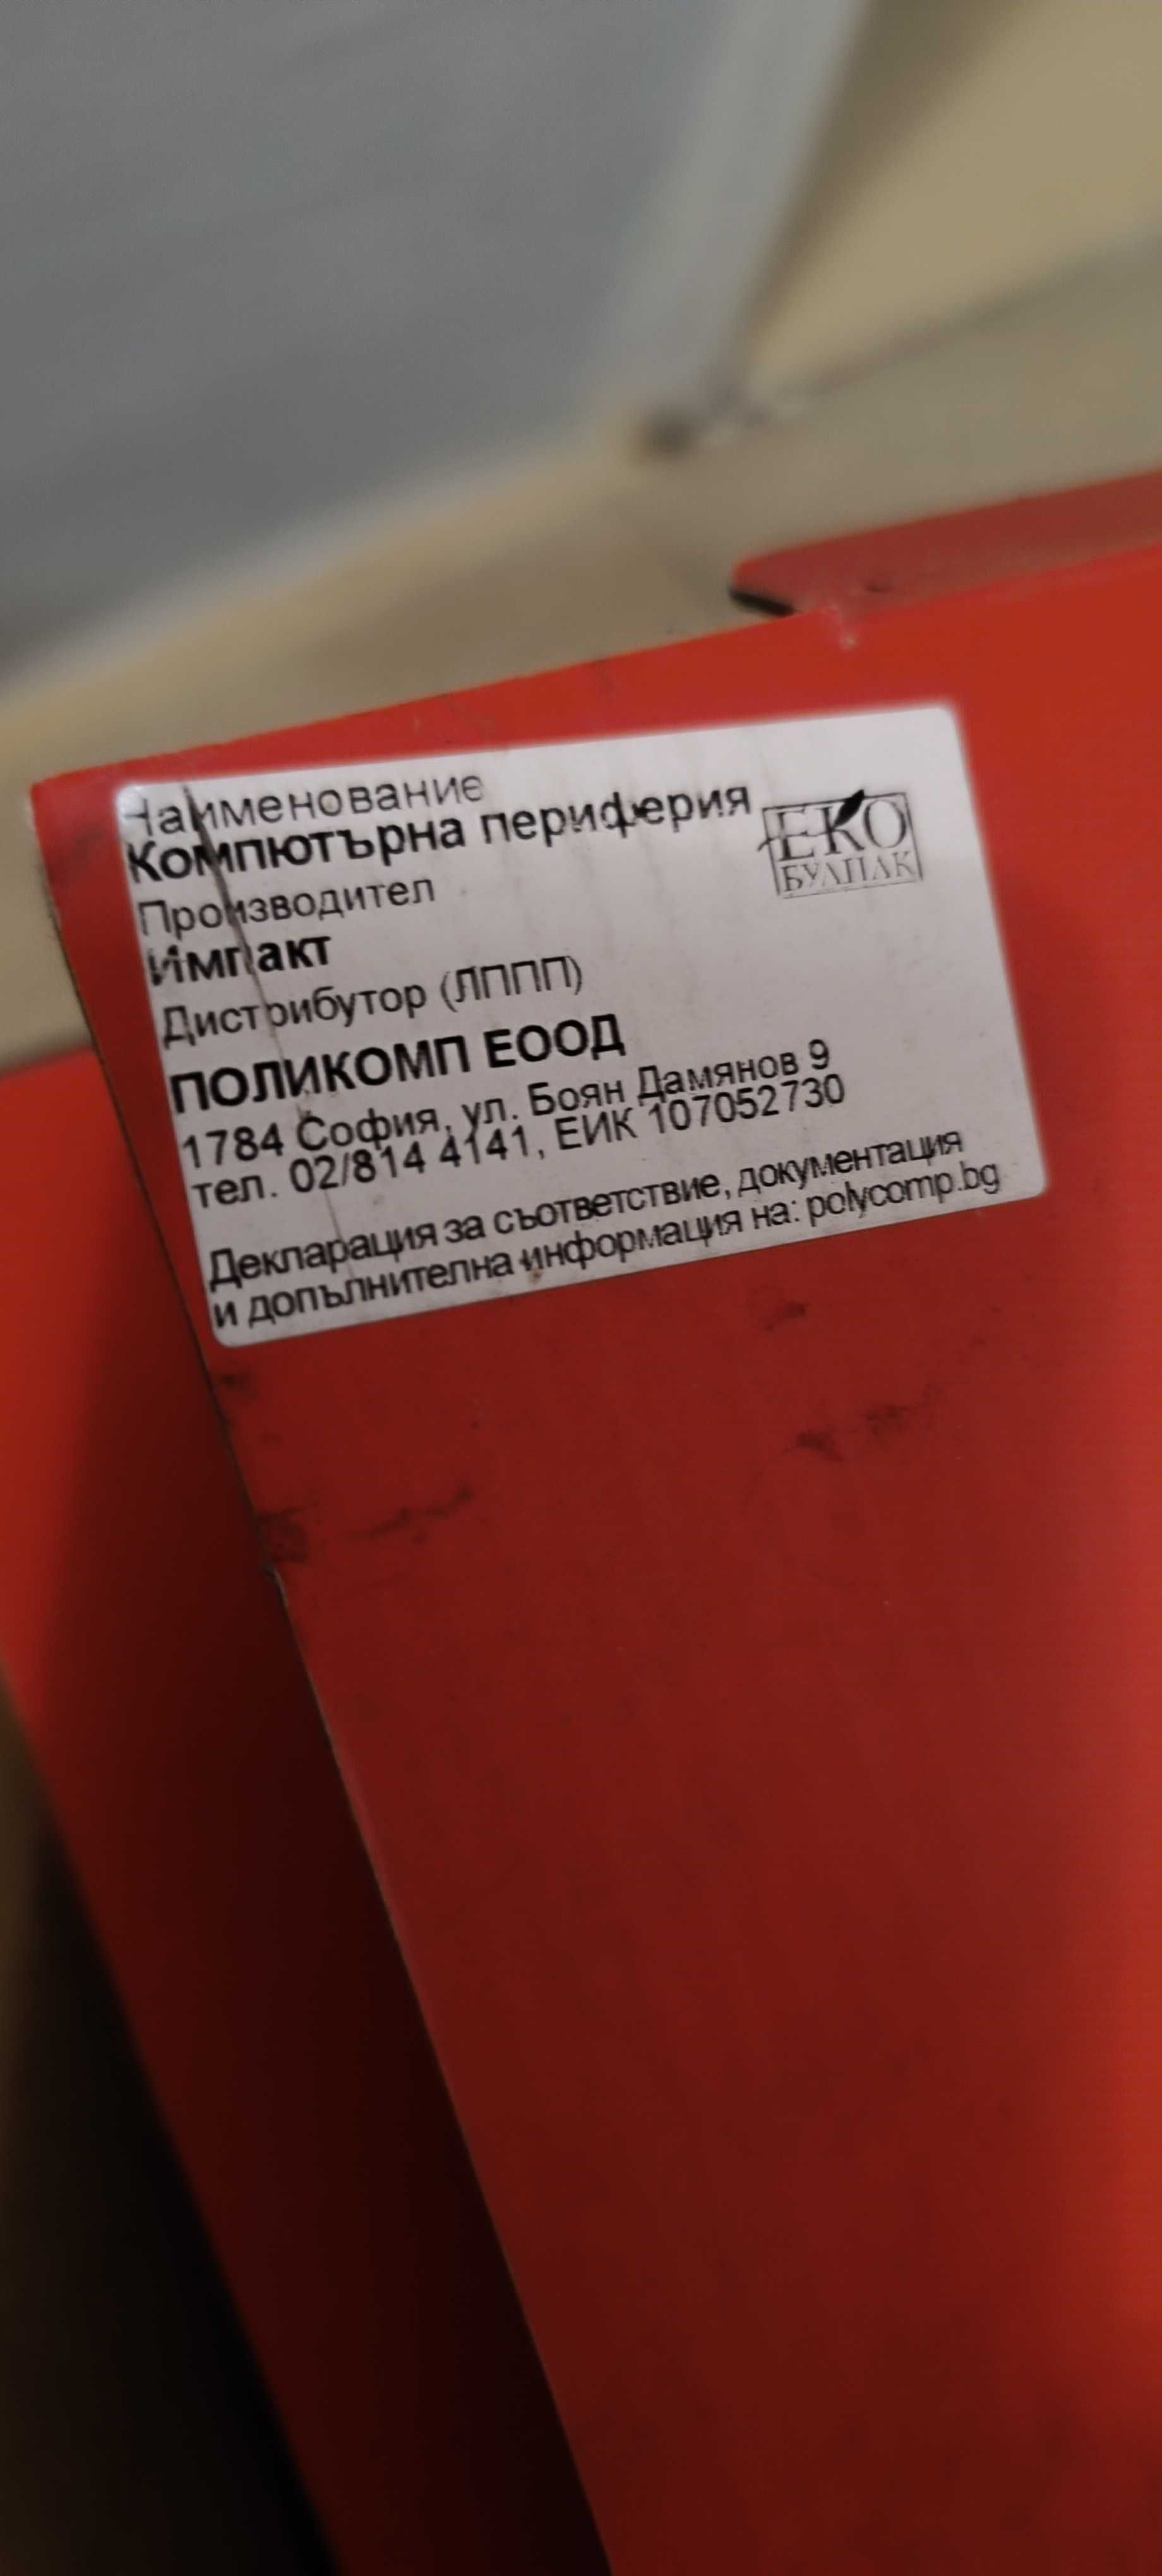 Наименование
Компютърна периферия
ЕКО
БУЛПАК
Производител
Импакт
Дистрибутор (ЛППП)
ПОЛИКОМП ЕООД
1784 София, ул. Боян Дамянов 9
тел. 02/814 4141, ЕИК 107052730
Декларация за съответствие, документация
и допълнителна информация на: polycomp.bg